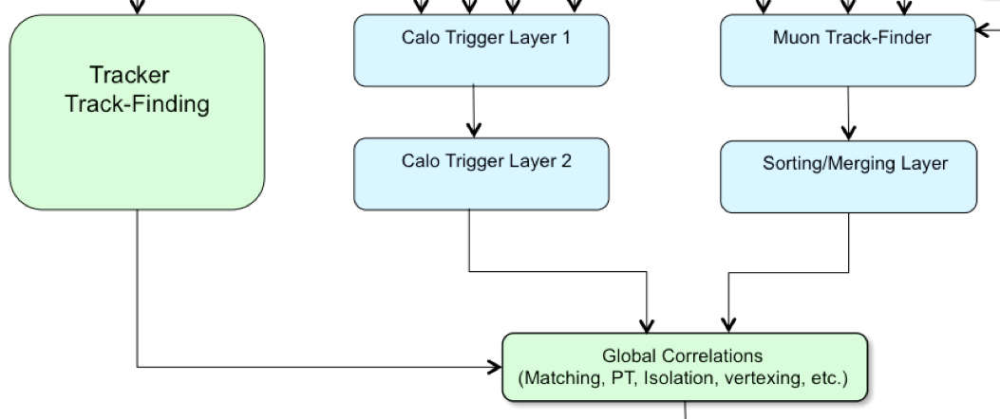 Tracker
Track-Finding
Calo Trigger Layer 1
Muon Track-Finder
Calo Trigger Layer 2
Sorting/Merging Layer
Global Correlations
(Matching, PT, Isolation, vertexing, etc.)